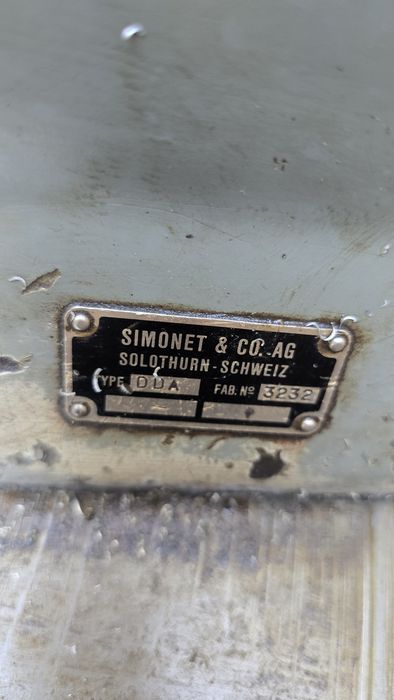 SIMONET & CO. AG
SOLOTHURN-SCHWEIZ
TYPE DDA FAB. Nº 3232